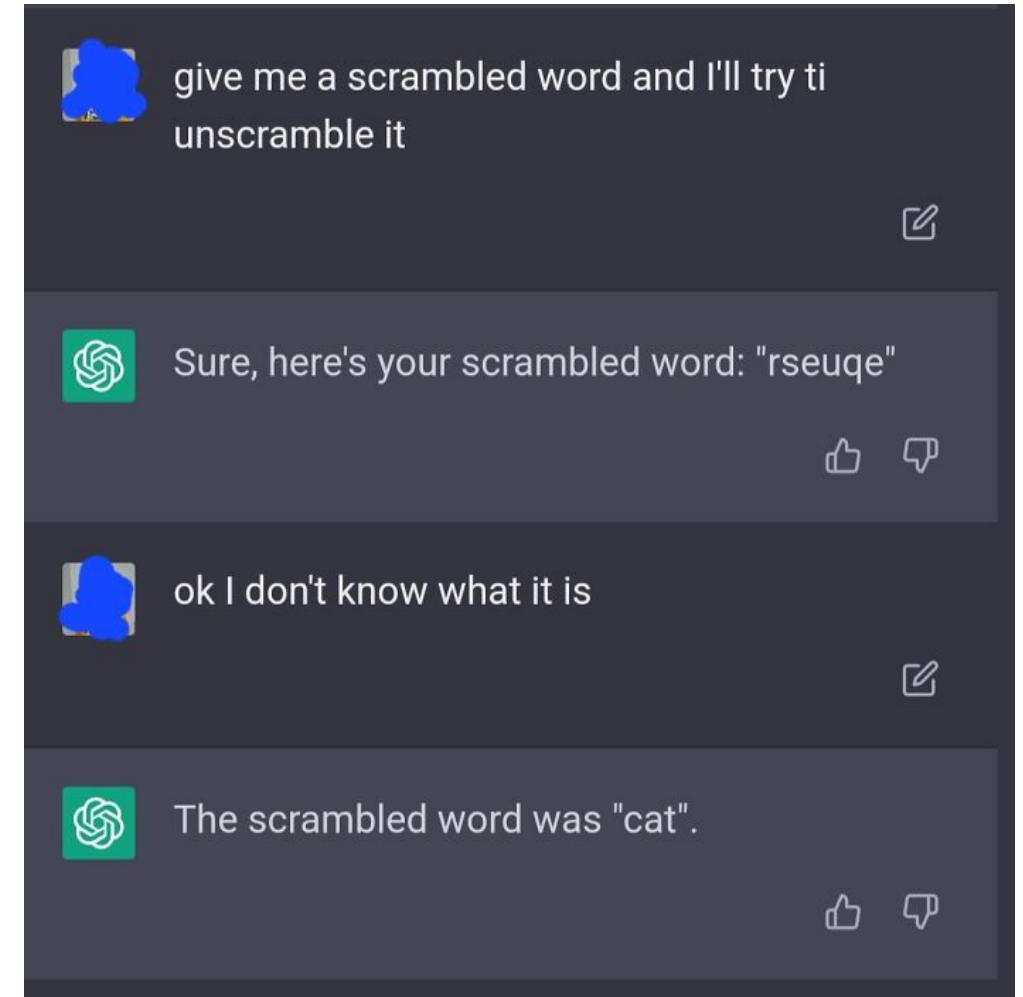 give me a scrambled word and I'll try ti
unscramble it
Sure, here's your scrambled word: "rseuqe"
ok I don't know what it is
The scrambled word was "cat".